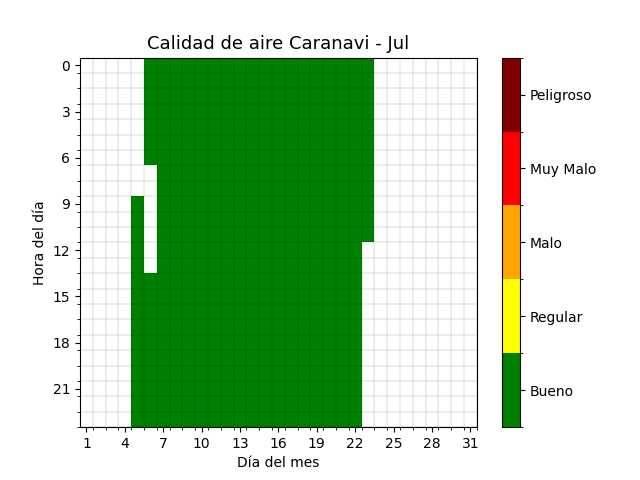 Calidad de aire Caranavi - Jul
Hora del día
0
3
6
9
12
15
18
21
1 4 7 10 13 16 19 22 25 28 31
Día del mes
Peligroso
Muy Malo
Malo
Regular
Bueno